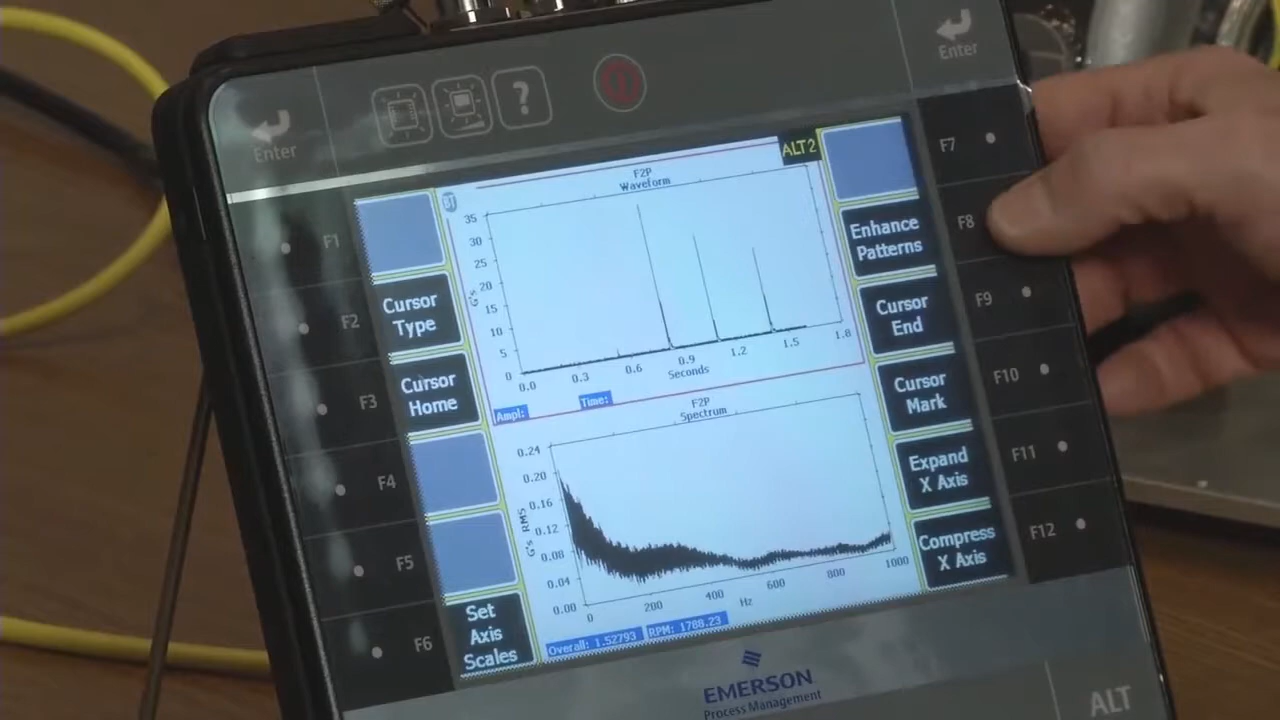 Enter
?
Enter
F1
F2
F3
F4
F5
F6
Cursor
Type
Cursor
Home
Set
Axis
Scales
ALT2
F2P
Waveform
35
30
25
20
15
10
5
0
G's
0.0
0.3
0.6
0.9
1.2
1.5
1.8
Seconds
Ampl:
Time:
F2P
Spectrum
0.24
0.20
0.16
0.12
0.08
0.04
0.00
G's RMS
0
200
400
600
800
1000
Hz
Overall: 1.52793
RPM: 1788.23
Enhance
Patterns
Cursor
End
Cursor
Mark
Expand
X Axis
Compress
X Axis
F7
F8
F9
F10
F11
F12
EMERSON
Process Management
ALT